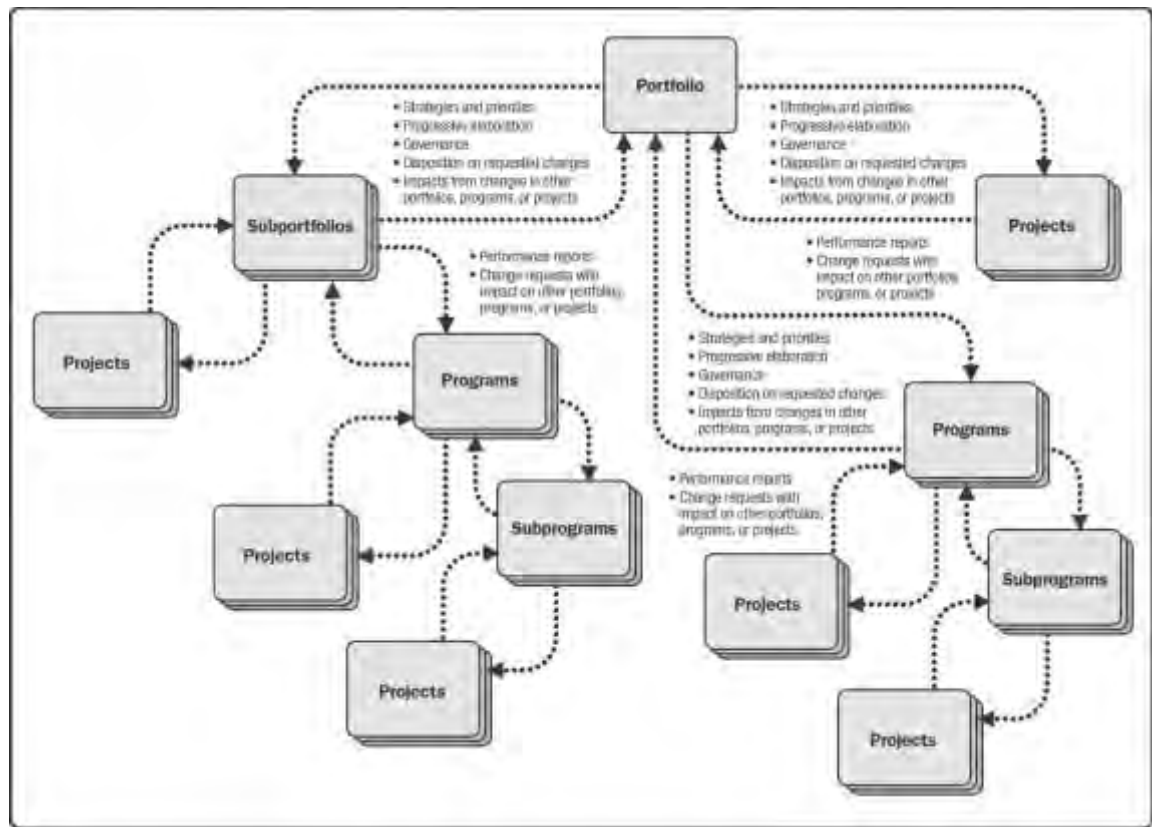 Portfolio
• Strategies and priorities
• Progressive elaboration
• Governance
• Disposition on requested changes
• Impacts from changes in other
portfolios, programs, or projects
• Strategies and priorities
• Progressive elaboration
• Governance
• Disposition on requested changes
• Impacts from changes in other
portfolios, programs, or projects
Subportfolios
Projects
• Performance reports
• Change requests with
impact on other portfolios,
programs, or projects
• Performance reports
• Change requests with
impact on other portfolios,
programs, or projects
Projects
Programs
• Strategies and priorities
• Progressive elaboration
• Governance
• Disposition on requested changes
• Impacts from changes in other
portfolios, programs, or projects
Programs
• Performance reports
• Change requests with
impact on other portfolios,
programs, or projects
Projects
Subprograms
Projects
Subprograms
Projects
Projects